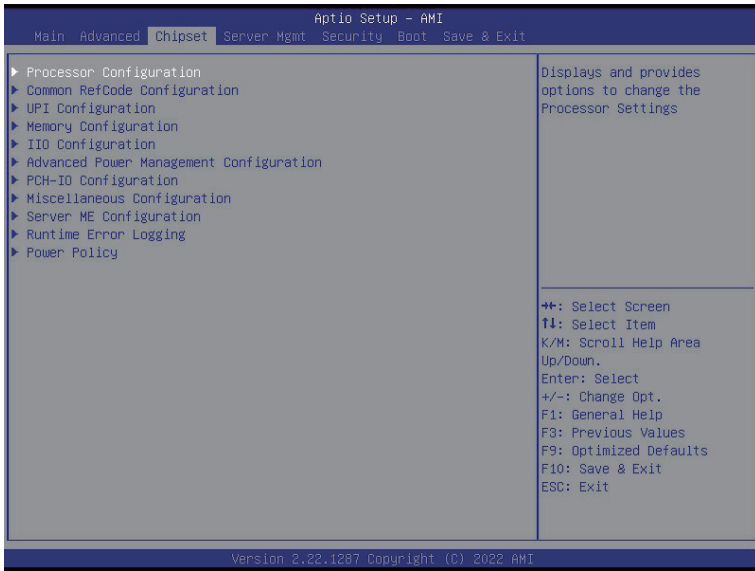 Aptio Setup – AMI
Main Advanced Chipset Server Mgmt Security Boot Save & Exit
Processor Configuration
Common RefCode Configuration
UPI Configuration
Memory Configuration
IIO Configuration
Advanced Power Management Configuration
PCH-IO Configuration
Miscellaneous Configuration
Server ME Configuration
Runtime Error Logging
Power Policy
Displays and provides
options to change the
Processor Settings
→←: Select Screen
↑↓: Select Item
K/M: Scroll Help Area
Up/Down.
Enter: Select
+/-: Change Opt.
F1: General Help
F3: Previous Values
F9: Optimized Defaults
F10: Save & Exit
ESC: Exit
Version 2.22.1287 Copyright (C) 2022 AMI